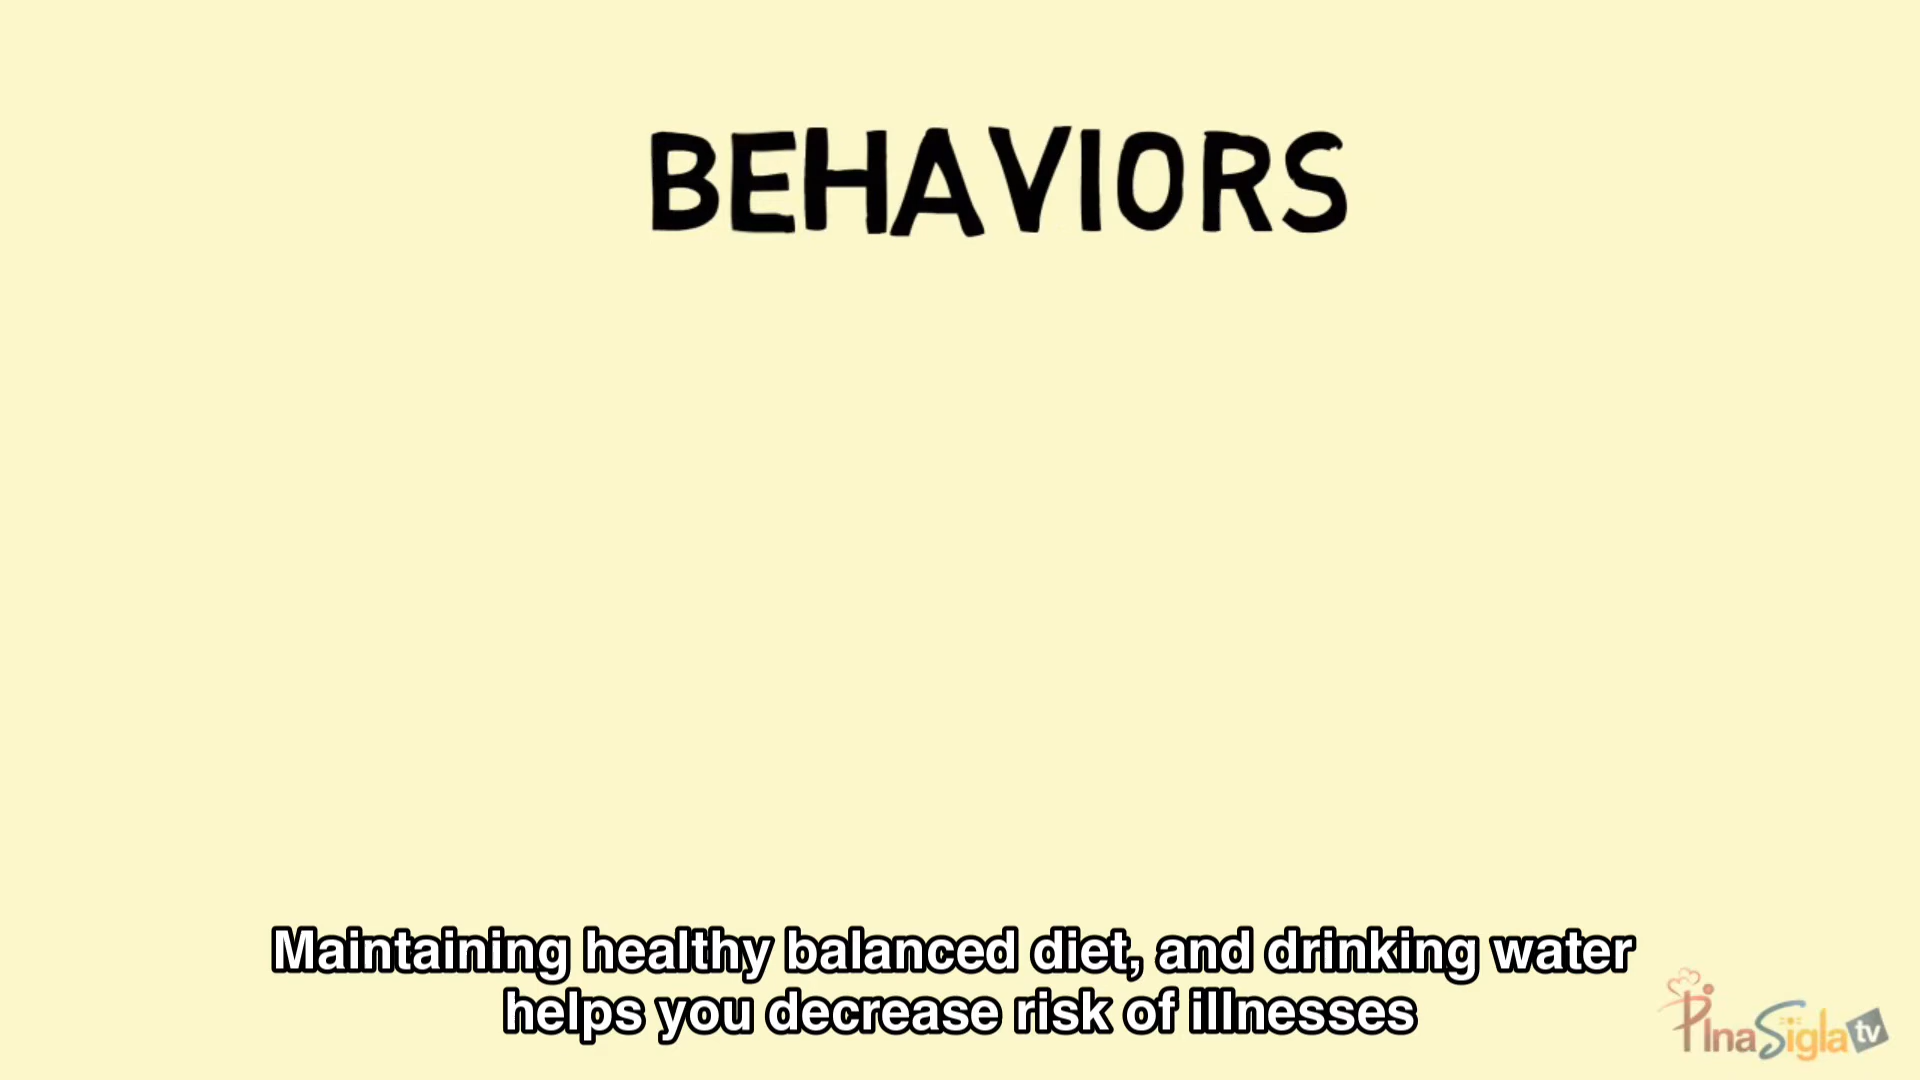 BEHAVIORS
Maintaining healthy balanced diet, and drinking water
helps you decrease risk of illnesses
PInaSigla tv